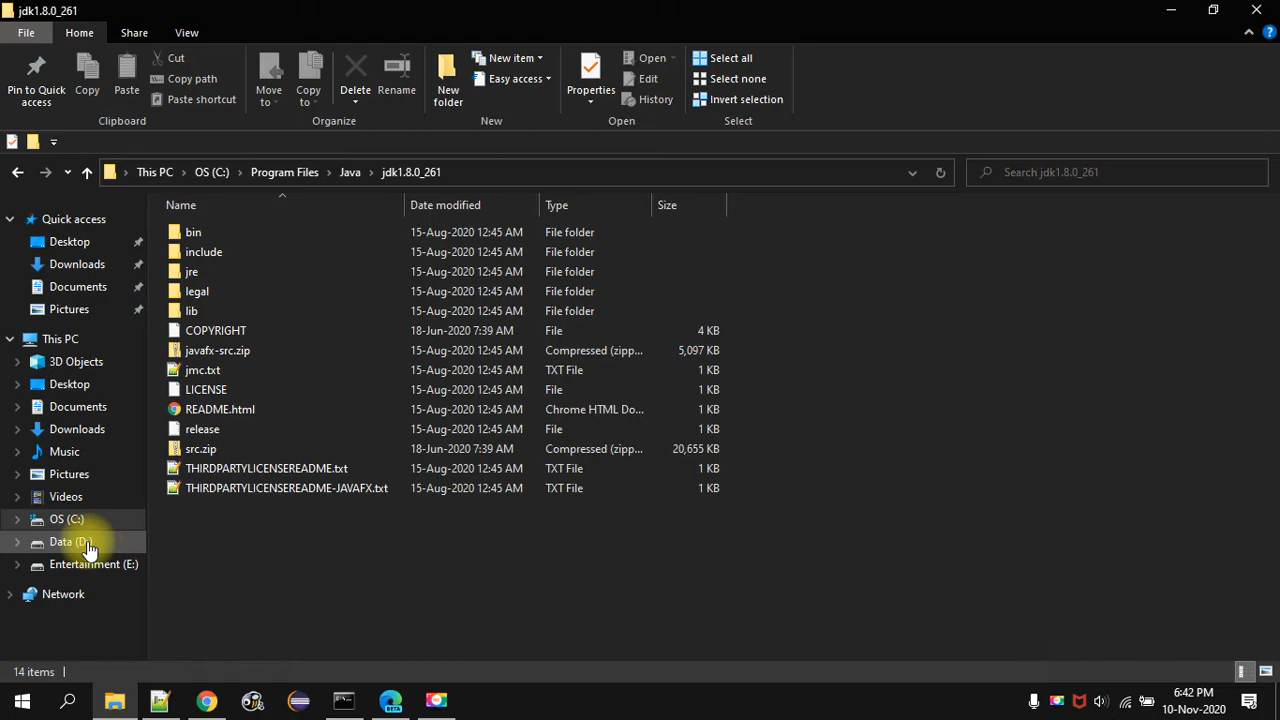 jdk1.8.0_261
File Home Share View
Pin to Quick access
Copy
Paste
Cut
Copy path
Paste shortcut
Clipboard
Move to
Copy to
Delete
Rename
Organize
New folder
New item
Easy access
New
Properties
Open
Edit
History
Open
Select all
Select none
Invert selection
Select
This PC > OS (C:) > Program Files > Java > jdk1.8.0_261
Search jdk1.8.0_261
Quick access
Desktop
Downloads
Documents
Pictures
This PC
3D Objects
Desktop
Documents
Downloads
Music
Pictures
Videos
OS (C:)
Data (D:)
Entertainment (E:)
Network
Name Date modified Type Size
bin 15-Aug-2020 12:45 AM File folder
include 15-Aug-2020 12:45 AM File folder
jre 15-Aug-2020 12:45 AM File folder
legal 15-Aug-2020 12:45 AM File folder
lib 15-Aug-2020 12:45 AM File folder
COPYRIGHT 18-Jun-2020 7:39 AM File 4 KB
javafx-src.zip 15-Aug-2020 12:45 AM Compressed (zipp... 5,097 KB
jmc.txt 15-Aug-2020 12:45 AM TXT File 1 KB
LICENSE 15-Aug-2020 12:45 AM File 1 KB
README.html 15-Aug-2020 12:45 AM Chrome HTML Do... 1 KB
release 15-Aug-2020 12:45 AM File 1 KB
src.zip 18-Jun-2020 7:39 AM Compressed (zipp... 20,655 KB
THIRDPARTYLICENSEREADME.txt 15-Aug-2020 12:45 AM TXT File 1 KB
THIRDPARTYLICENSEREADME-JAVAFX.txt 15-Aug-2020 12:45 AM TXT File 1 KB
14 items
BETA
6:42 PM
10-Nov-2020